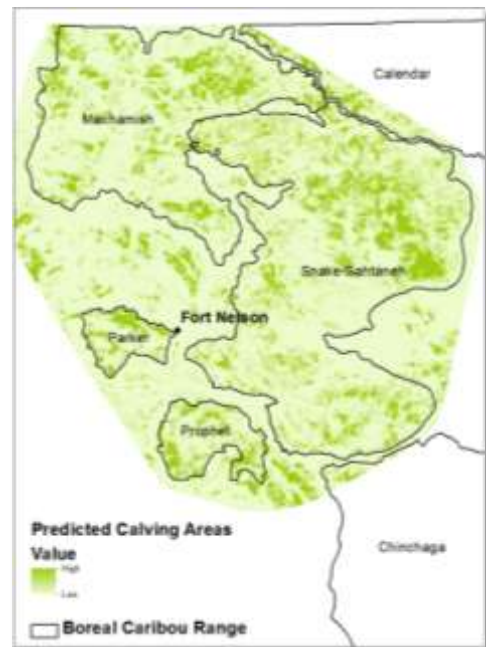 Calendar
Maxhamish
Snake-Sahtaneh
Fort Nelson
Parker
Prophet
Predicted Calving Areas
Value
High
Low
Chinchaga
Boreal Caribou Range